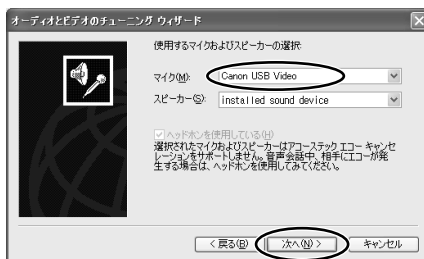 オーディオとビデオのチューニング ウィザード
使用するマイクおよびスピーカーの選択:
マイク(M):
Canon USB Video
スピーカー(S):
installed sound device
ヘッドホンを使用している(H)
選択されたマイクおよびスピーカーはアコーステック エコー キャンセ
レーションをサポートしません。音声会話中、相手にエコーが発
生する場合は、ヘッドホンを使用してみてください。
< 戻る(B)
次へ(N) >
キャンセル